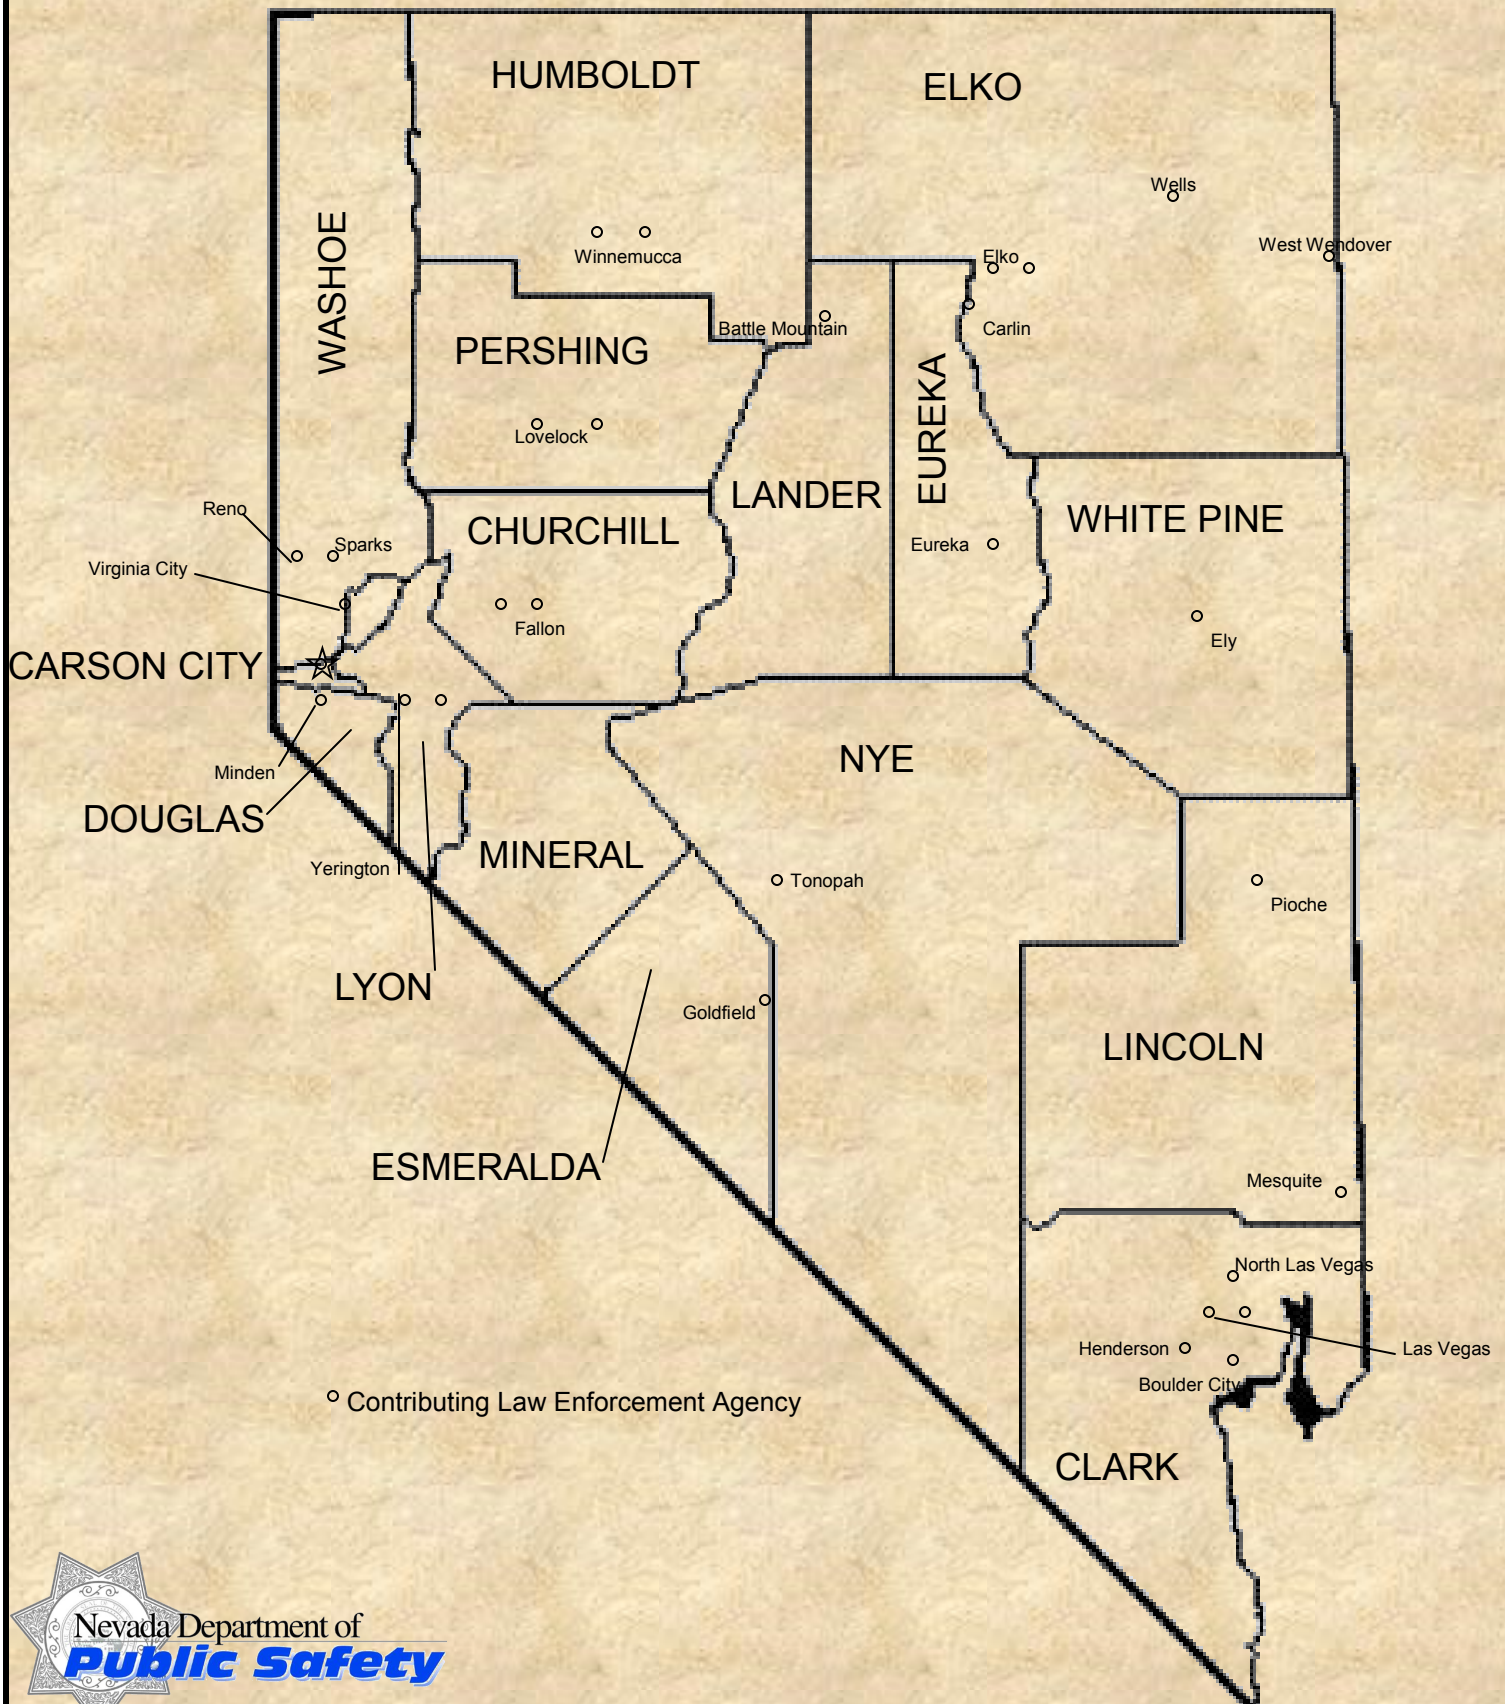 HUMBOLDT
ELKO
WASHOE
Wells
Winnemucca
West Wendover
Elko
Battle Mountain
Carlin
PERSHING
EUREKA
Lovelock
LANDER
WHITE PINE
Reno
Sparks
CHURCHILL
Eureka
Virginia City
Fallon
Ely
CARSON CITY
Minden
NYE
DOUGLAS
Yerington
MINERAL
Tonopah
Pioche
LYON
Goldfield
LINCOLN
ESMERALDA
Mesquite
North Las Vegas
Henderson
Las Vegas
Boulder City
Contributing Law Enforcement Agency
CLARK
Nevada Department of
Public Safety